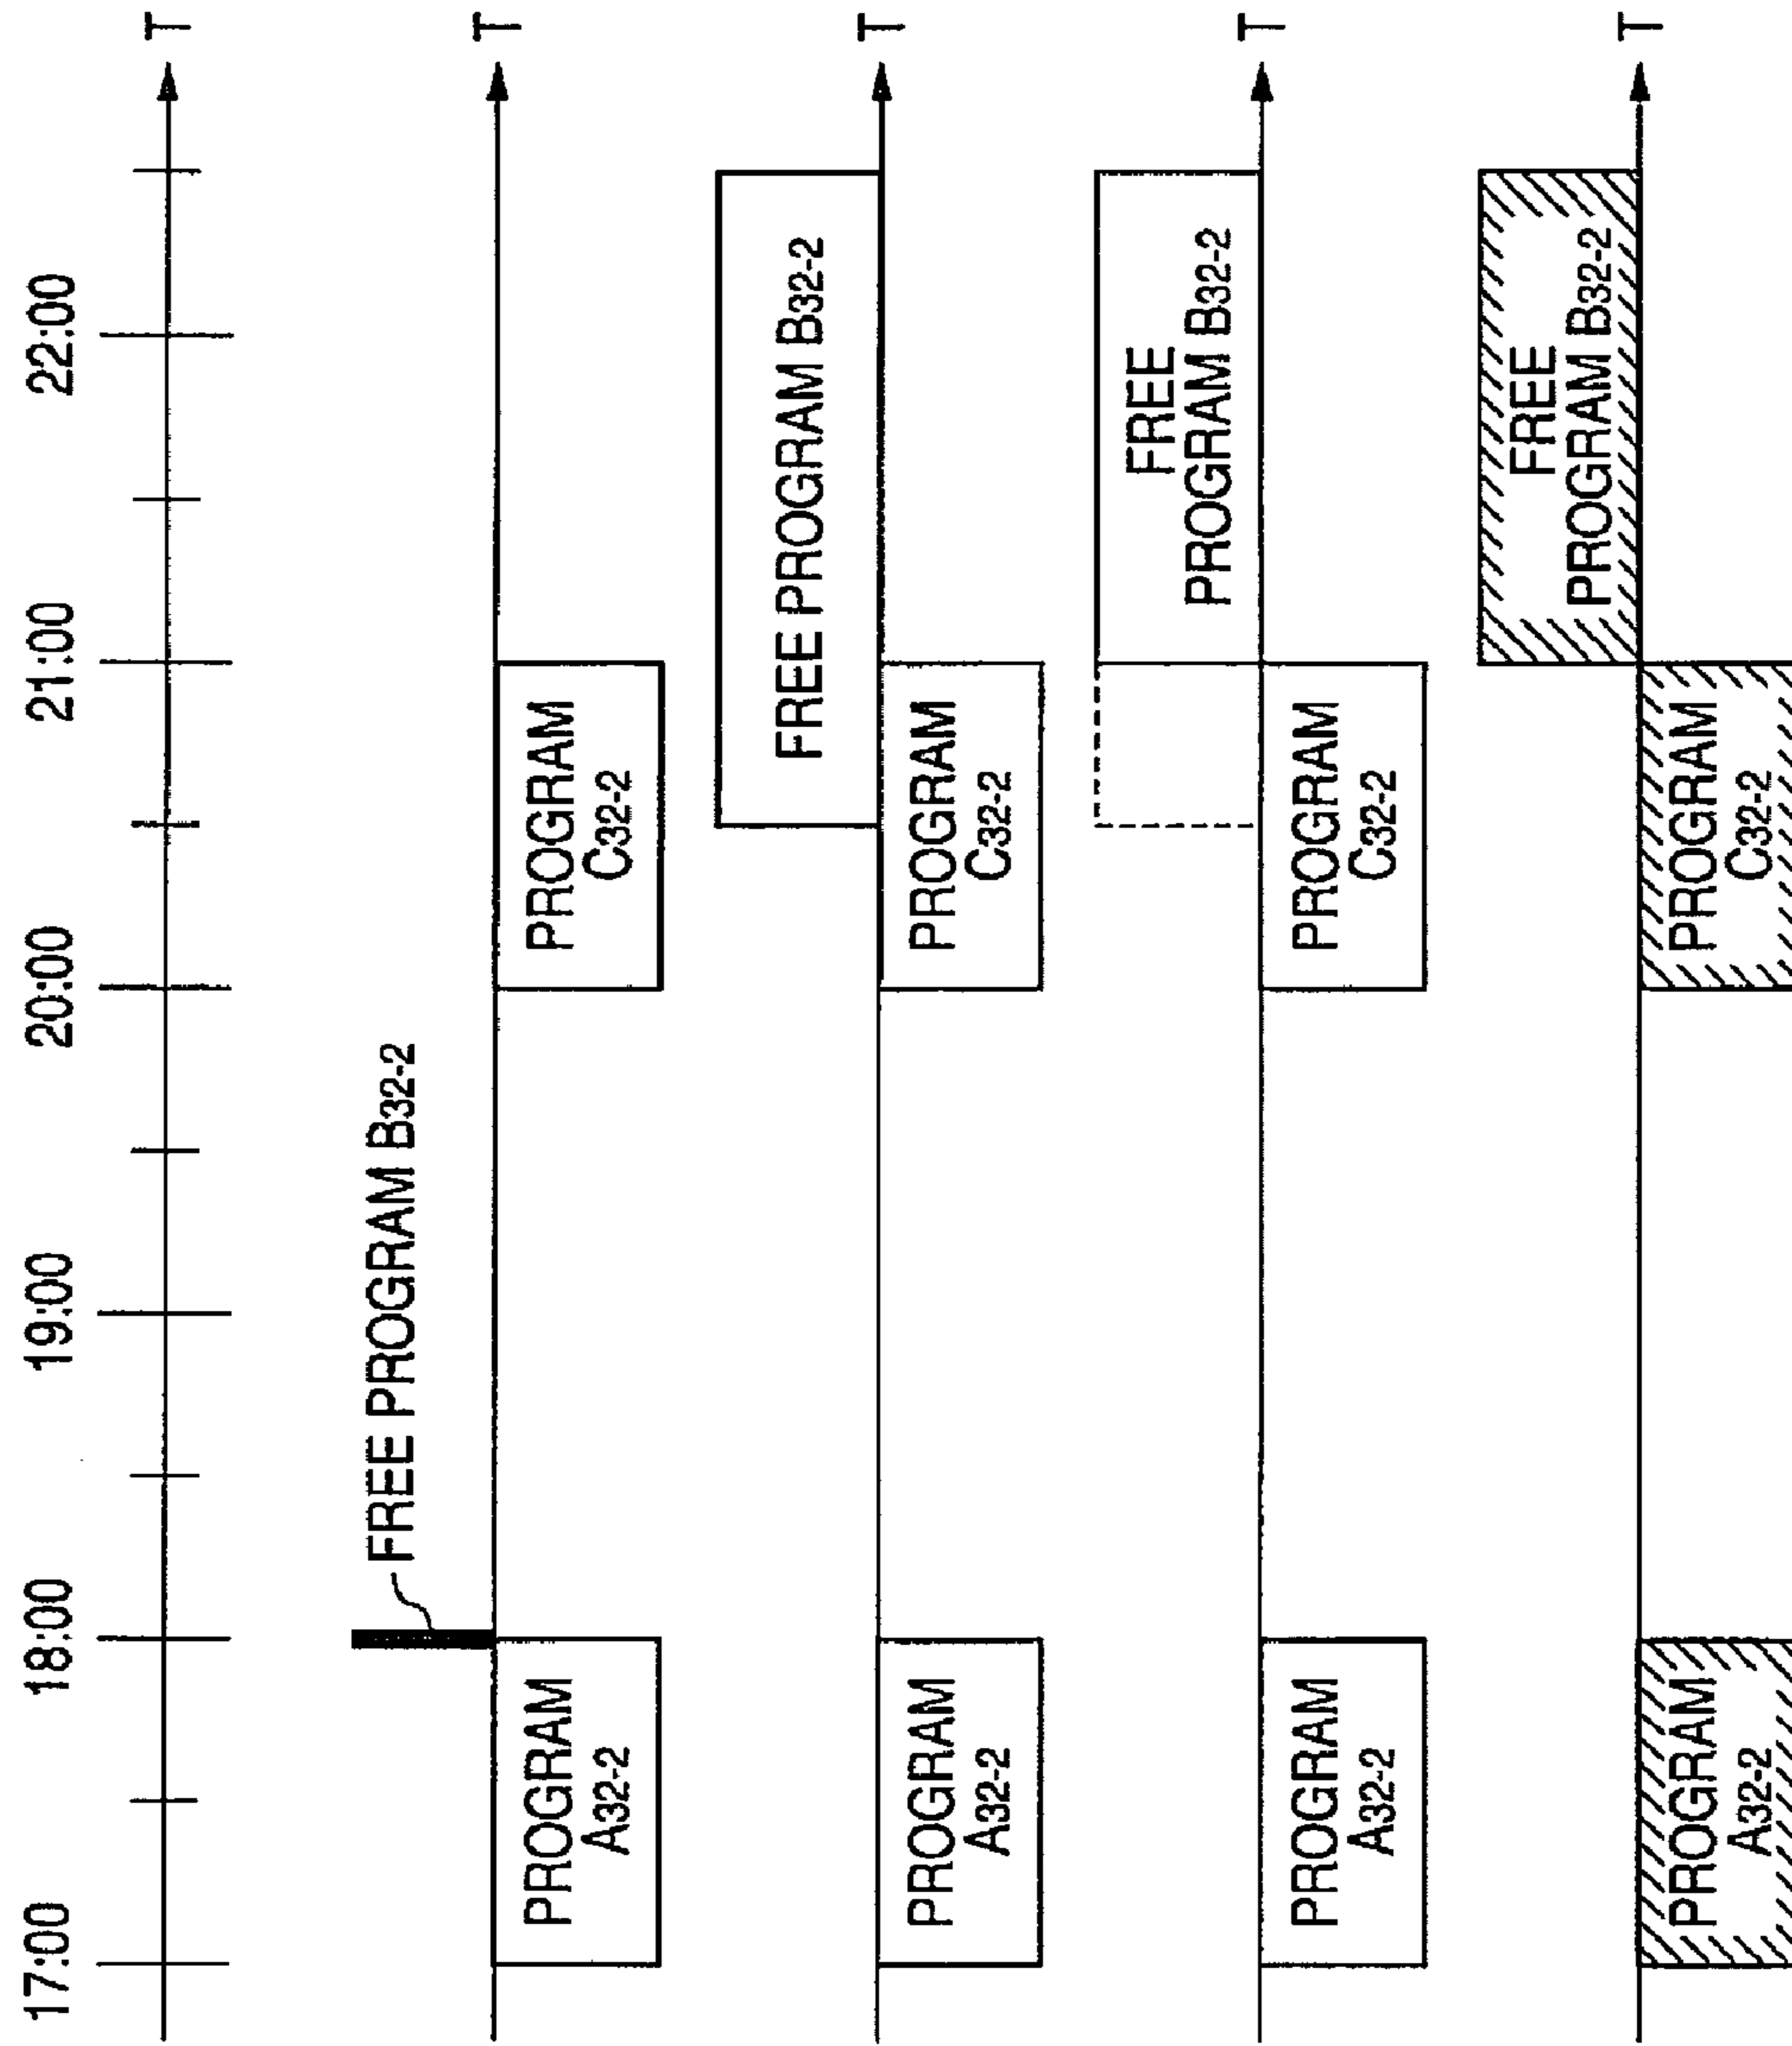 17:00
18:00
19:00
20:00
21:00
22:00
T
FREE PROGRAM B32-2
T
PROGRAM
A32-2
PROGRAM
C32-2
FREE PROGRAM B32-2
T
PROGRAM
A32-2
PROGRAM
C32-2
FREE
PROGRAM B32-2
T
PROGRAM
A32-2
PROGRAM
C32-2
FREE
PROGRAM B32-2
T
PROGRAM
A32-2
PROGRAM
C32-2